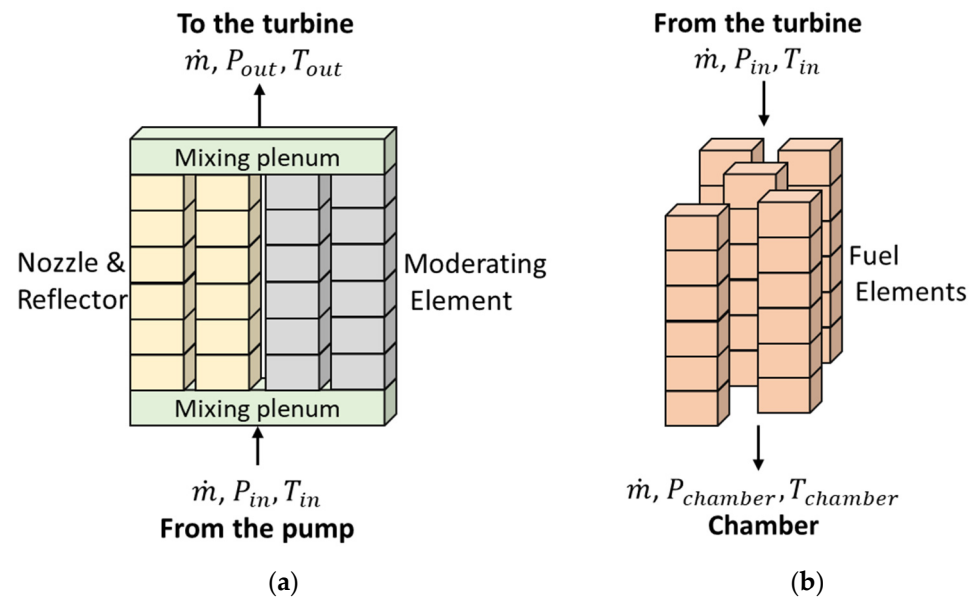 To the turbine
ṁ, P_out, T_out
Mixing plenum
Nozzle &
Reflector
Moderating
Element
Mixing plenum
ṁ, P_in, T_in
From the pump
(a)
From the turbine
ṁ, P_in, T_in
Fuel
Elements
ṁ, P_chamber, T_chamber
Chamber
(b)